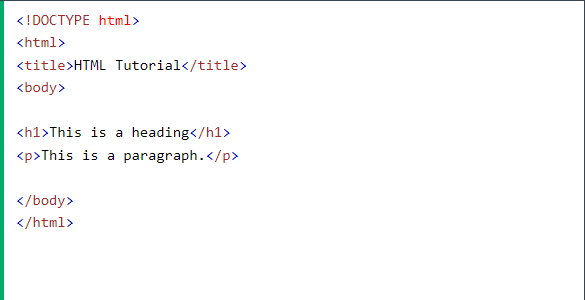 <!DOCTYPE html>
<html>
<title>HTML Tutorial</title>
<body>
<h1>This is a heading</h1>
<p>This is a paragraph.</p>
</body>
</html>